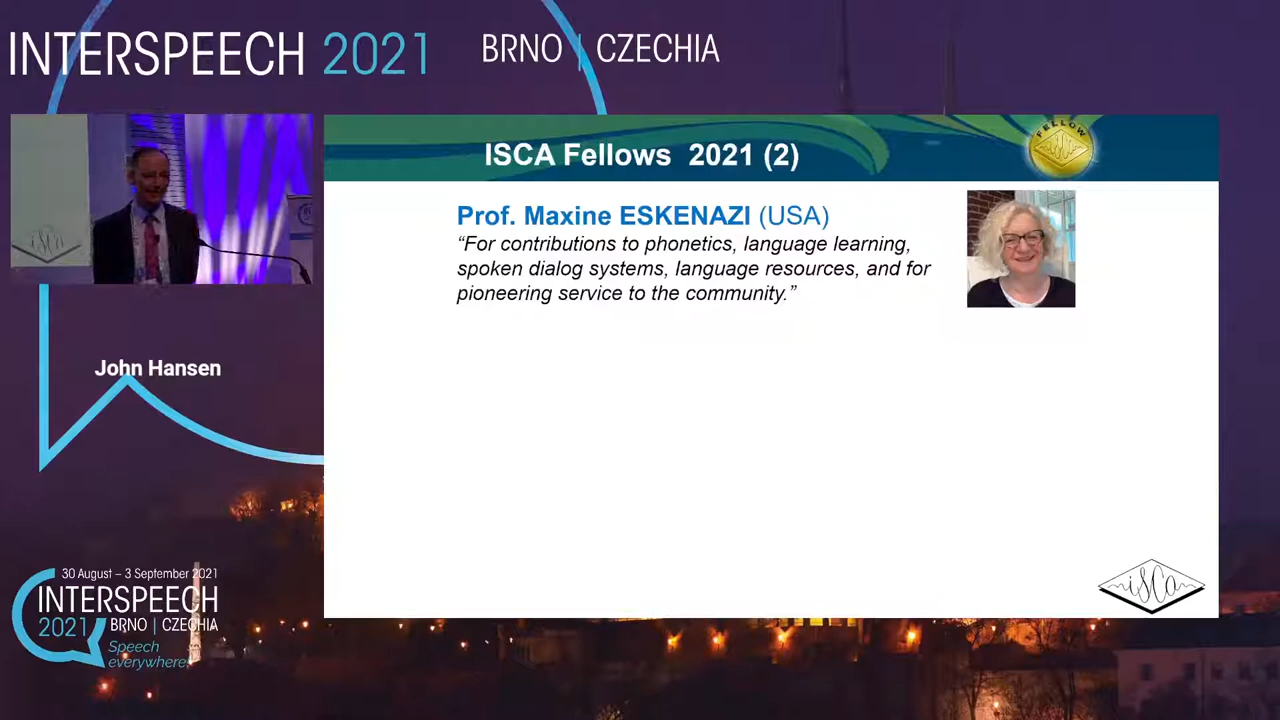 INTERSPEECH 2021
BRNO | CZECHIA
ISCA Fellows 2021 (2)
FELLOW
Prof. Maxine ESKENAZI (USA)
“For contributions to phonetics, language learning,
spoken dialog systems, language resources, and for
pioneering service to the community.”
isca
John Hansen
30 August – 3 September 2021
INTERSPEECH
2021 BRNO | CZECHIA
Speech
everywhere!
isca